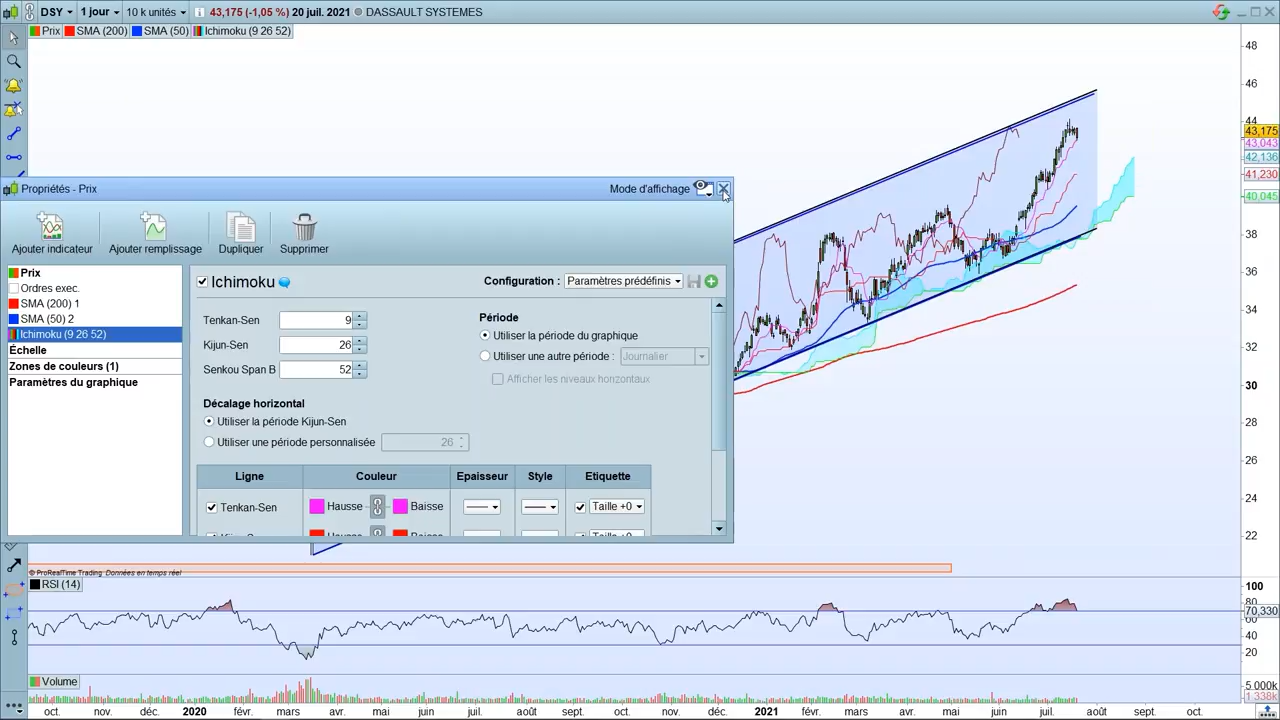 DSY 1 jour 10 k unités 43,175 (-1,05 %) 20 juil. 2021 DASSAULT SYSTEMES
Prix SMA (200) SMA (50) Ichimoku (9 26 52)
48
46
44
43,175
43,043
42,136
41,230
40,045
38
36
34
32
30
28
26
24
22
Propriétés - Prix Mode d'affichage
Ajouter indicateur Ajouter remplissage Dupliquer Supprimer
Prix
Ordres exec.
SMA (200) 1
SMA (50) 2
Ichimoku (9 26 52)
Échelle
Zones de couleurs (1)
Paramètres du graphique
Ichimoku Configuration : Paramètres prédéfinis
Tenkan-Sen 9
Kijun-Sen 26
Senkou Span B 52
Période
Utiliser la période du graphique
Utiliser une autre période : Journalier
Afficher les niveaux horizontaux
Décalage horizontal
Utiliser la période Kijun-Sen
Utiliser une période personnalisée 26
Ligne Couleur Epaisseur Style Etiquette
Tenkan-Sen Hausse Baisse Taille +0
© ProRealTime Trading Données en temps réel
RSI (14)
100
80
70,330
60
40
20
Volume
5.000k
1.338k
oct. nov. déc. 2020 févr. mars avr. mai juin juil. août sept. oct. nov. déc. 2021 févr. mars avr. mai juin juil. août sept. oct.